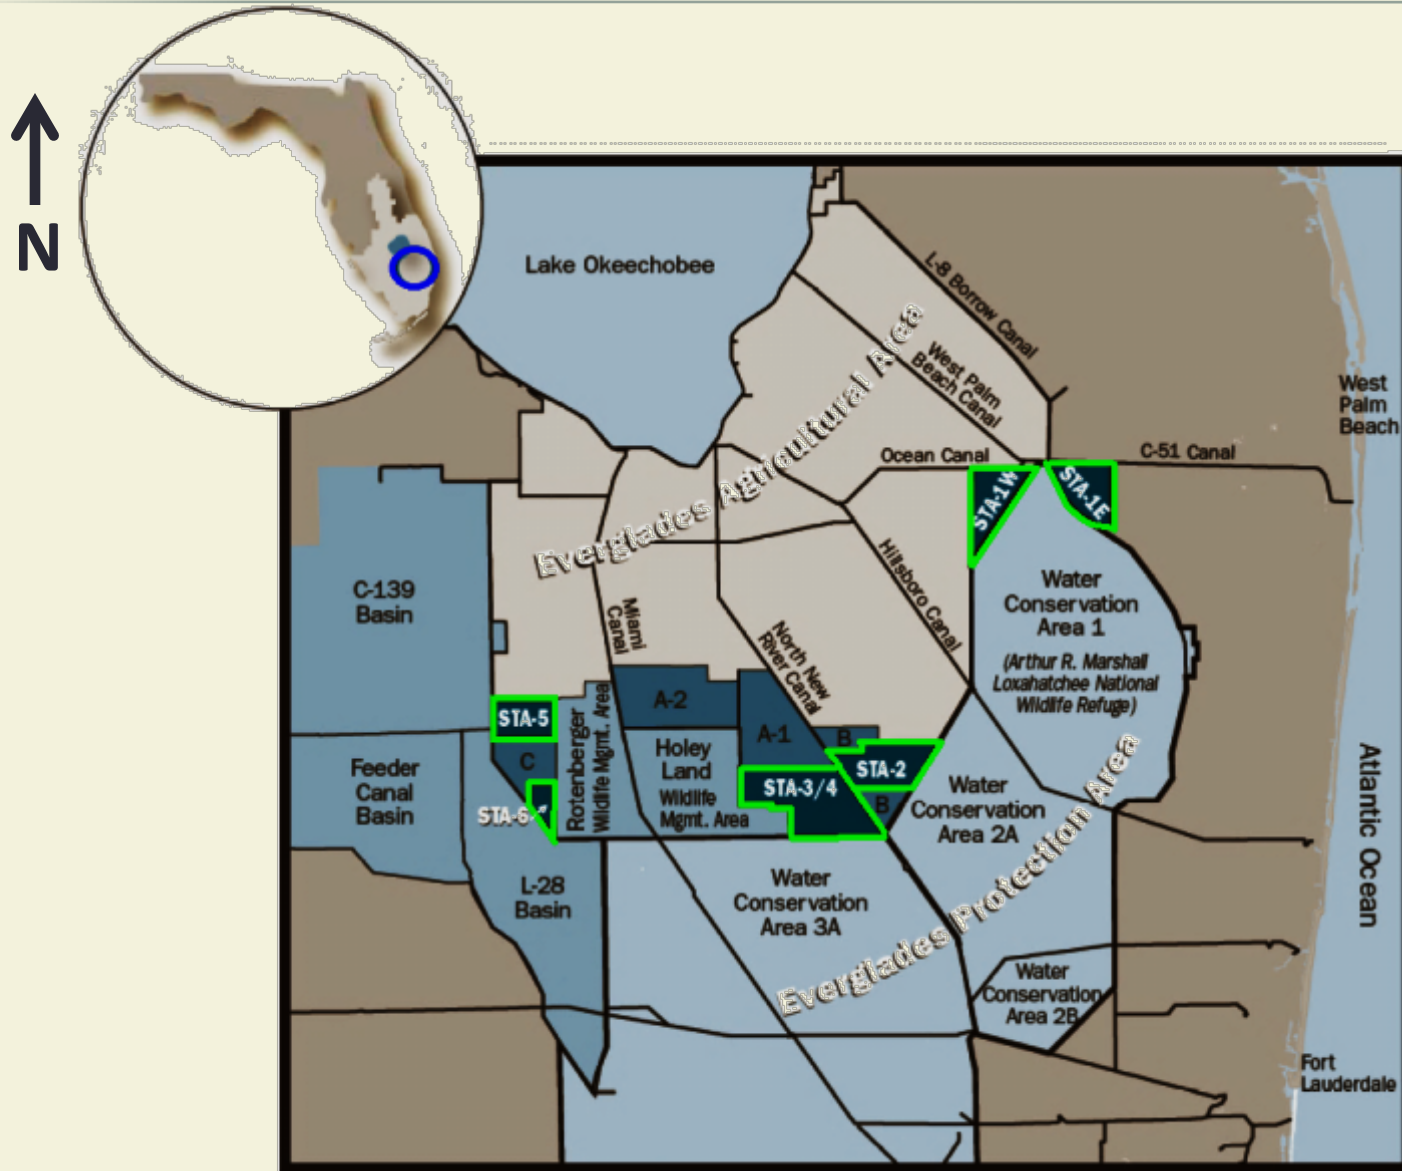 N
Lake Okeechobee
L-8 Borrow Canal
West Palm
Beach Canal
Everglades Agricultural Area
West
Palm
Beach
Ocean Canal
C-51 Canal
STA-1W
STA-1E
Hillsboro Canal
C-139
Basin
Water
Conservation
Area 1
(Arthur R. Marshall
Loxahatchee National
Wildlife Refuge)
Miami
Canal
North New
River Canal
STA-5
Rotenberger
Wildlife Mgmt. Area
A-2
A-1
B
C
Holey
Land
Wildlife
Mgmt. Area
STA-3/4
STA-2
B
Feeder
Canal
Basin
STA-6
Water
Conservation
Area 2A
Everglades Protection Area
Atlantic Ocean
L-28
Basin
Water
Conservation
Area 3A
Water
Conservation
Area 2B
Fort
Lauderdale